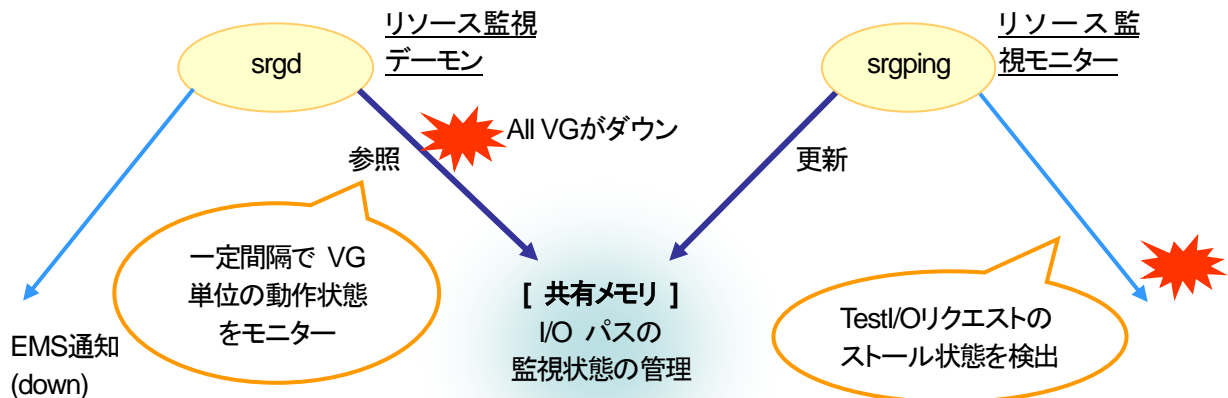 srgd
リソース監視
デーモン
srgping
リソース監
視モニター
All VGがダウン
参照
更新
一定間隔で VG
単位の動作状態
をモニター
[ 共有メモリ ]
I/O パスの
監視状態の管理
TestI/Oリクエストの
ストール状態を検出
EMS通知
(down)